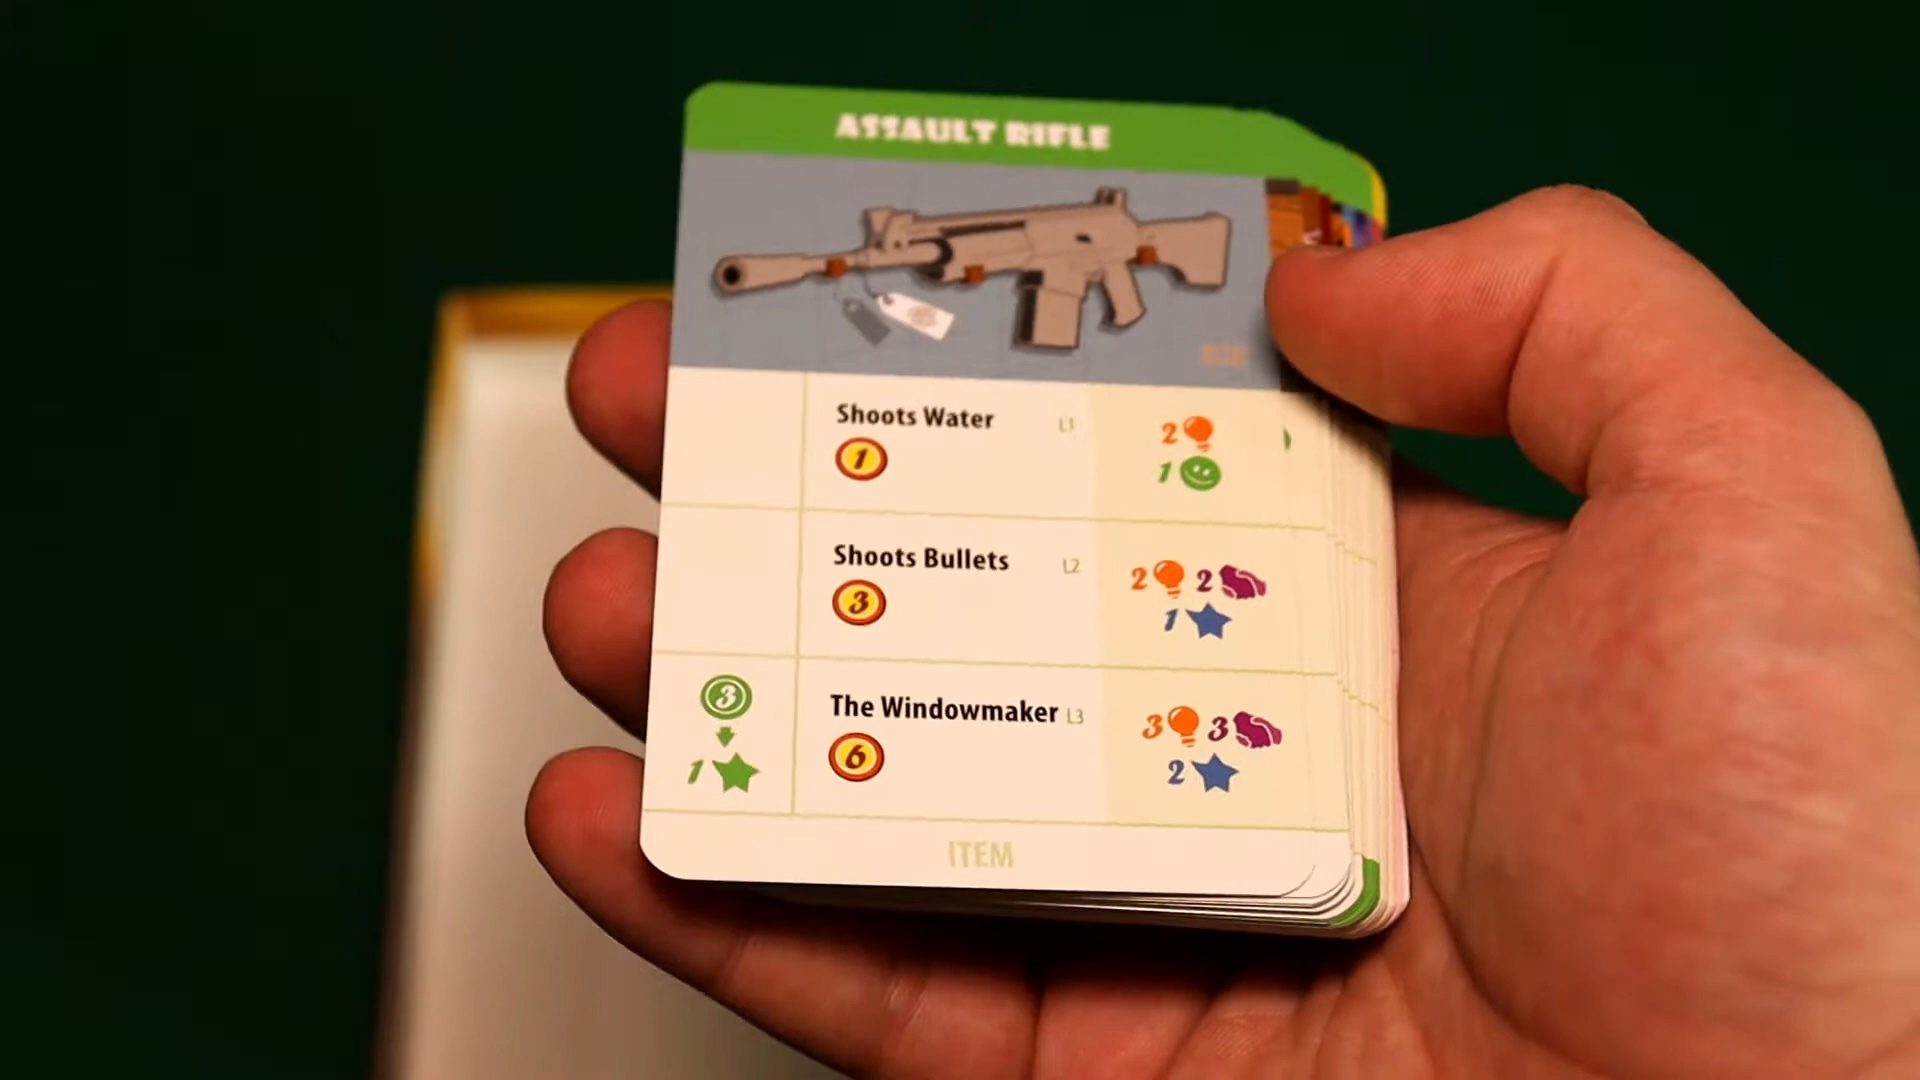 ASSAULT RIFLE
Shoots Water L1
1
2
1
Shoots Bullets L2
3
2 2
1
3
1
The Windowmaker L3
6
3 3
2
ITEM